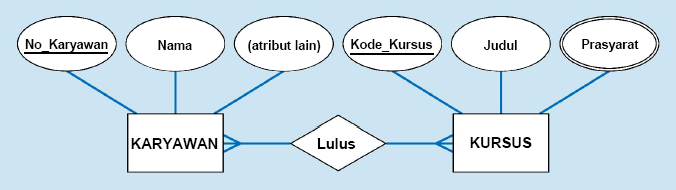 No_Karyawan
Nama
(atribut lain)
Kode_Kursus
Judul
Prasyarat
KARYAWAN
Lulus
KURSUS